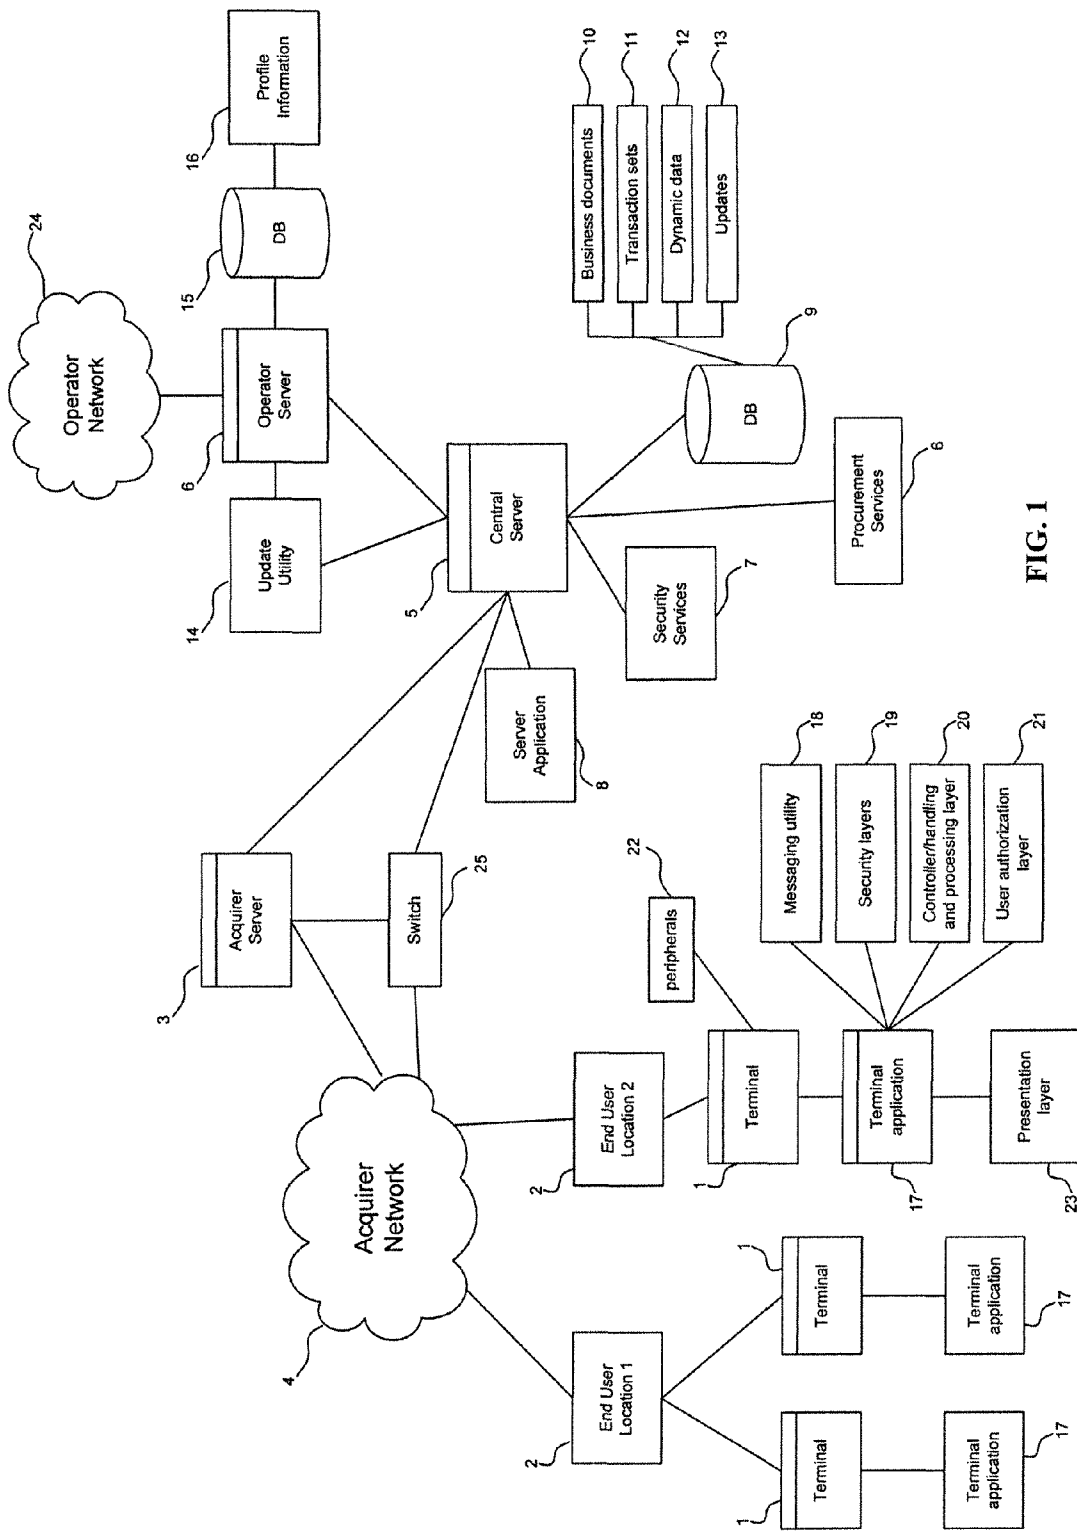 24
Operator
Network
16
Profile
Information
15
DB
6
Operator
Server
14
Update
Utility
10
Business documents
11
Transaction sets
12
Dynamic data
13
Updates
9
DB
5
Central
Server
6
Procurement
Services
7
Security
Services
8
Server
Application
3
Acquirer
Server
Switch
25
4
Acquirer
Network
22
peripherals
18
Messaging utility
19
Security layers
20
Controller/handling
and processing layer
21
User authorization
layer
2
End User
Location 2
1
Terminal
17
Terminal
application
23
Presentation
layer
2
End User
Location 1
1
Terminal
Terminal
application
17
1
Terminal
Terminal
application
17
FIG. 1